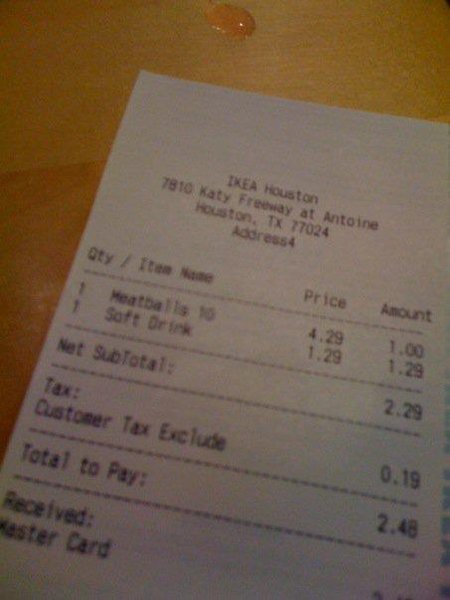 IKEA Houston
7810 Katy Freeway at Antoine
Houston, TX 77024
Address4
Qty / Item Name Price Amount
1 Meatballs 10 4.29 1.00
1 Soft Drink 1.29 1.29
Net SubTotal: 2.29
Tax:
Customer Tax Exclude 0.19
Total to Pay: 2.48
Received:
Master Card